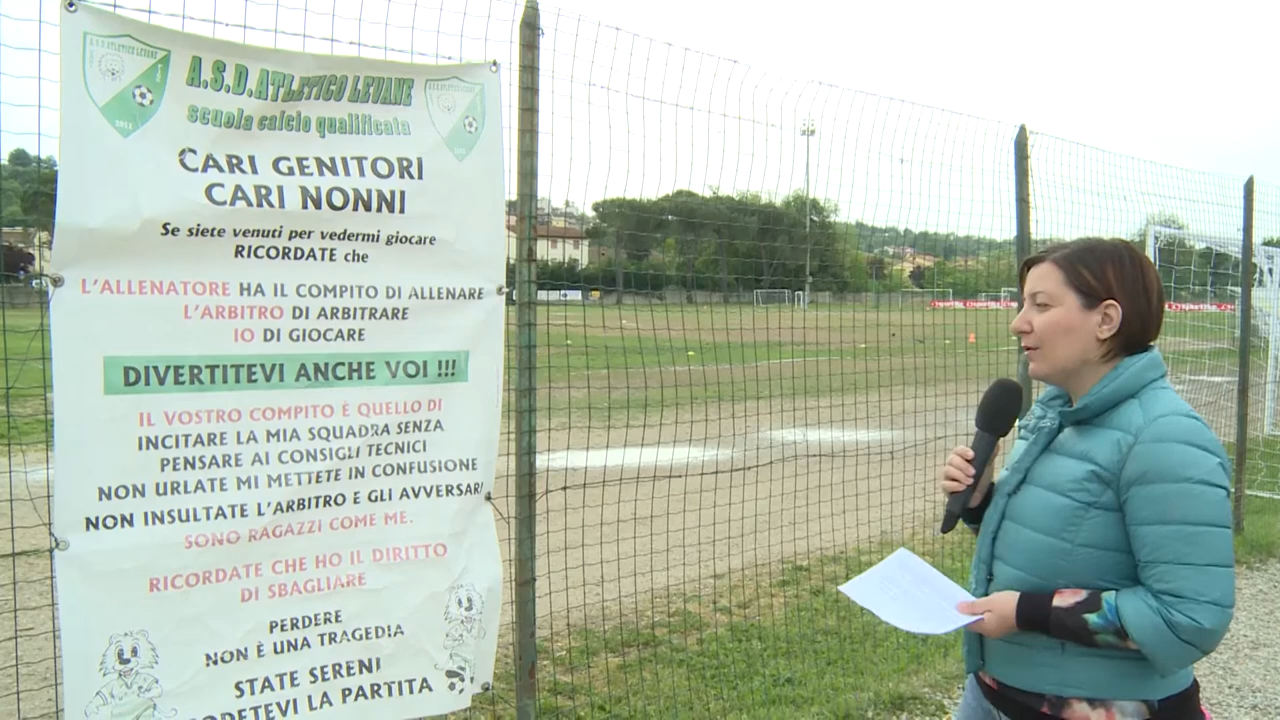 A.S.D. ATLETICO LEVANE
scuola calcio qualificata
CARI GENITORI
CARI NONNI
Se siete venuti per vedermi giocare
RICORDATE che
L'ALLENATORE HA IL COMPITO DI ALLENARE
L'ARBITRO DI ARBITRARE
IO DI GIOCARE
DIVERTITEVI ANCHE VOI !!!
IL VOSTRO COMPITO È QUELLO DI
INCITARE LA MIA SQUADRA SENZA
PENSARE AI CONSIGLI TECNICI
NON URLATE MI METTETE IN CONFUSIONE
NON INSULTATE L'ARBITRO E GLI AVVERSARI
SONO RAGAZZI COME ME.
RICORDATE CHE HO IL DIRITTO
DI SBAGLIARE
PERDERE
NON È UNA TRAGEDIA
STATE SERENI
ODETEVI LA PARTITA